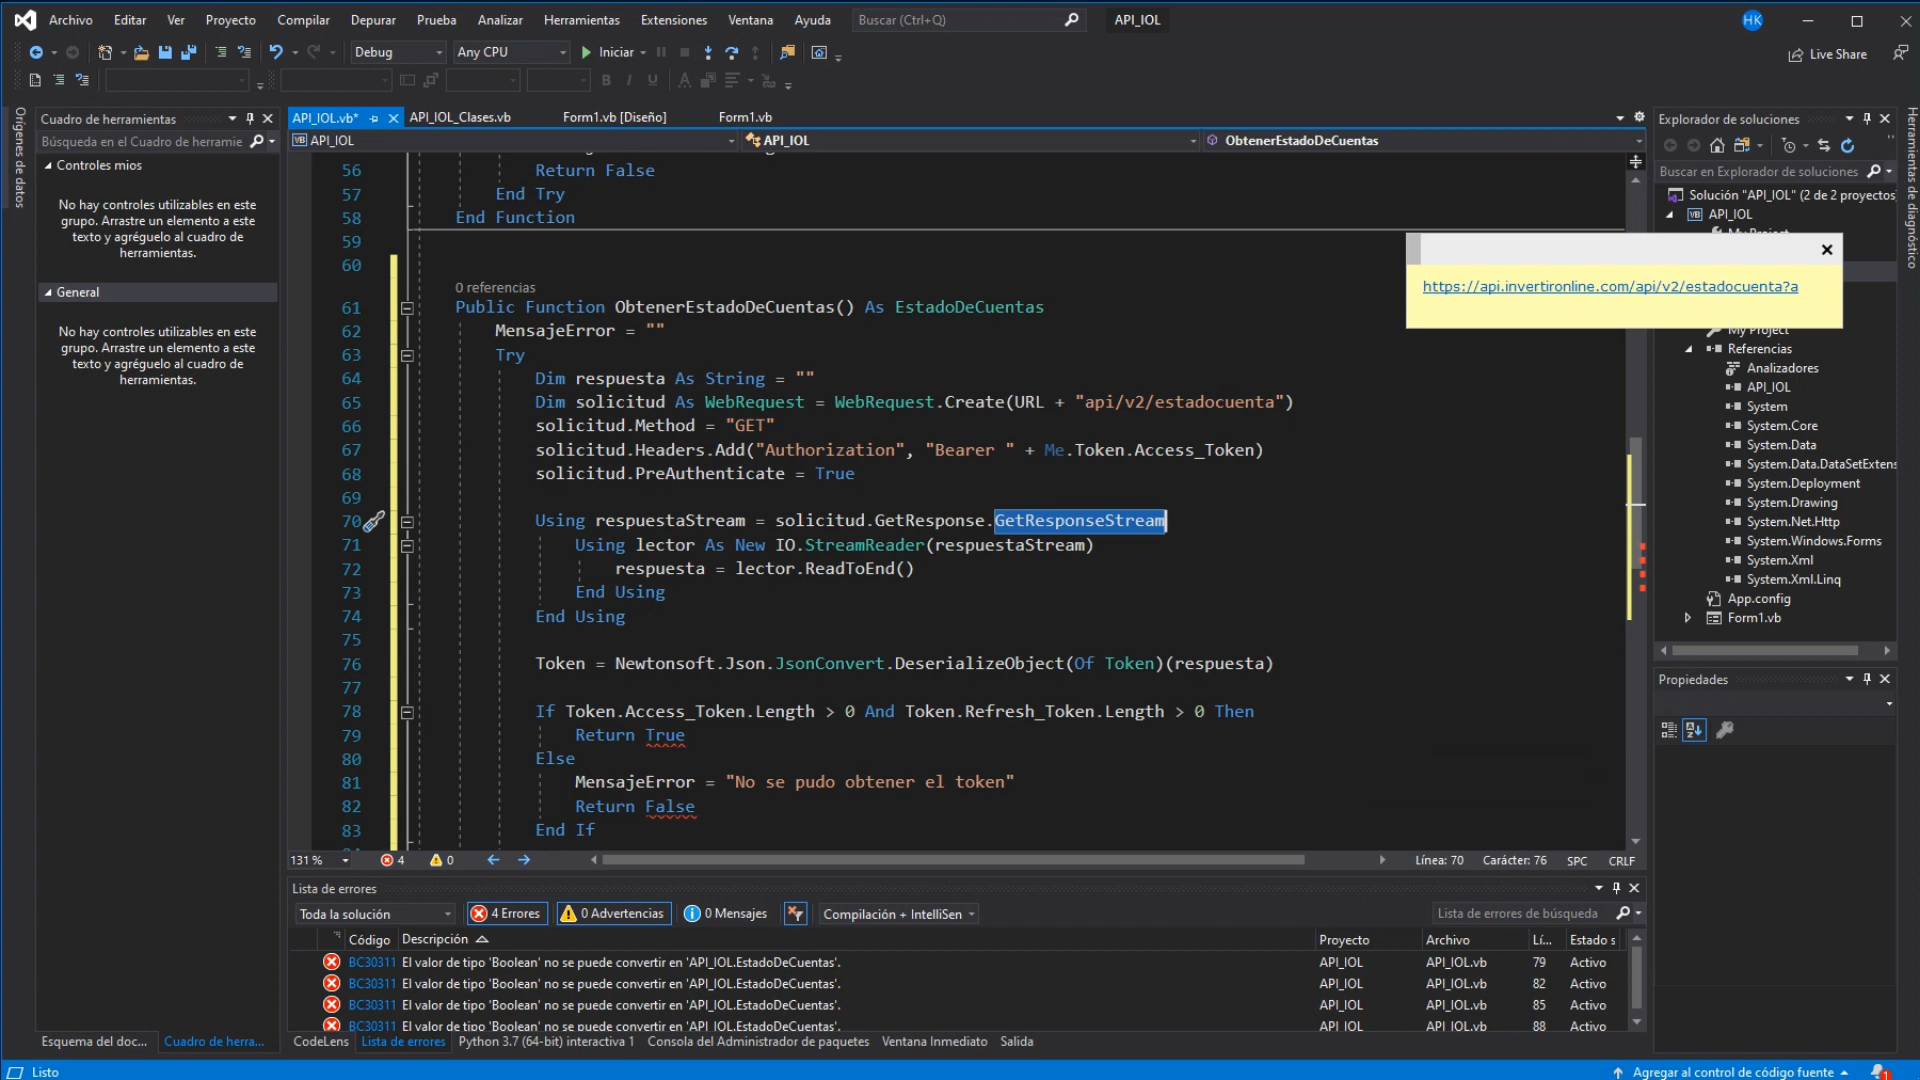 Archivo Editar Ver Proyecto Compilar Depurar Prueba Analizar Herramientas Extensiones Ventana Ayuda Buscar (Ctrl+Q) API_IOL HK
Debug Any CPU Iniciar Live Share
Orígenes de datos
Cuadro de herramientas
Búsqueda en el Cuadro de herramie
Controles mios
No hay controles utilizables en este
grupo. Arrastre un elemento a este
texto y agréguelo al cuadro de
herramientas.
General
No hay controles utilizables en este
grupo. Arrastre un elemento a este
texto y agréguelo al cuadro de
herramientas.
Esquema del doc... Cuadro de herra...
API_IOL.vb* API_IOL_Clases.vb Form1.vb [Diseño] Form1.vb
VB API_IOL API_IOL ObtenerEstadoDeCuentas
56 Return False
57 End Try
58 End Function
59
60
0 referencias
61 Public Function ObtenerEstadoDeCuentas() As EstadoDeCuentas
62 MensajeError = ""
63 Try
64 Dim respuesta As String = ""
65 Dim solicitud As WebRequest = WebRequest.Create(URL + "api/v2/estadocuenta")
66 solicitud.Method = "GET"
67 solicitud.Headers.Add("Authorization", "Bearer " + Me.Token.Access_Token)
68 solicitud.PreAuthenticate = True
69
70 Using respuestaStream = solicitud.GetResponse.GetResponseStream
71 Using lector As New IO.StreamReader(respuestaStream)
72 respuesta = lector.ReadToEnd()
73 End Using
74 End Using
75
76 Token = Newtonsoft.Json.JsonConvert.DeserializeObject(Of Token)(respuesta)
77
78 If Token.Access_Token.Length > 0 And Token.Refresh_Token.Length > 0 Then
79 Return True
80 Else
81 MensajeError = "No se pudo obtener el token"
82 Return False
83 End If
131 % 4 0 Línea: 70 Carácter: 76 SPC CRLF
https://api.invertironline.com/api/v2/estadocuenta?a
Explorador de soluciones
Buscar en Explorador de soluciones
Solución "API_IOL" (2 de 2 proyectos
VB API_IOL
My Project
My Project
Referencias
Analizadores
API_IOL
System
System.Core
System.Data
System.Data.DataSetExtens
System.Deployment
System.Drawing
System.Net.Http
System.Windows.Forms
System.Xml
System.Xml.Linq
App.config
Form1.vb
Propiedades
Herramientas de diagnóstico
Lista de errores
Toda la solución 4 Errores 0 Advertencias 0 Mensajes Compilación + IntelliSen Lista de errores de búsqueda
Código Descripción Proyecto Archivo Lí... Estado s
BC30311 El valor de tipo 'Boolean' no se puede convertir en 'API_IOL.EstadoDeCuentas'. API_IOL API_IOL.vb 79 Activo
BC30311 El valor de tipo 'Boolean' no se puede convertir en 'API_IOL.EstadoDeCuentas'. API_IOL API_IOL.vb 82 Activo
BC30311 El valor de tipo 'Boolean' no se puede convertir en 'API_IOL.EstadoDeCuentas'. API_IOL API_IOL.vb 85 Activo
BC30311 El valor de tipo 'Boolean' no se puede convertir en 'API_IOL.EstadoDeCuentas'. API_IOL API_IOL.vb 88 Activo
CodeLens Lista de errores Python 3.7 (64-bit) interactiva 1 Consola del Administrador de paquetes Ventana Inmediato Salida
Listo Agregar al control de código fuente 1